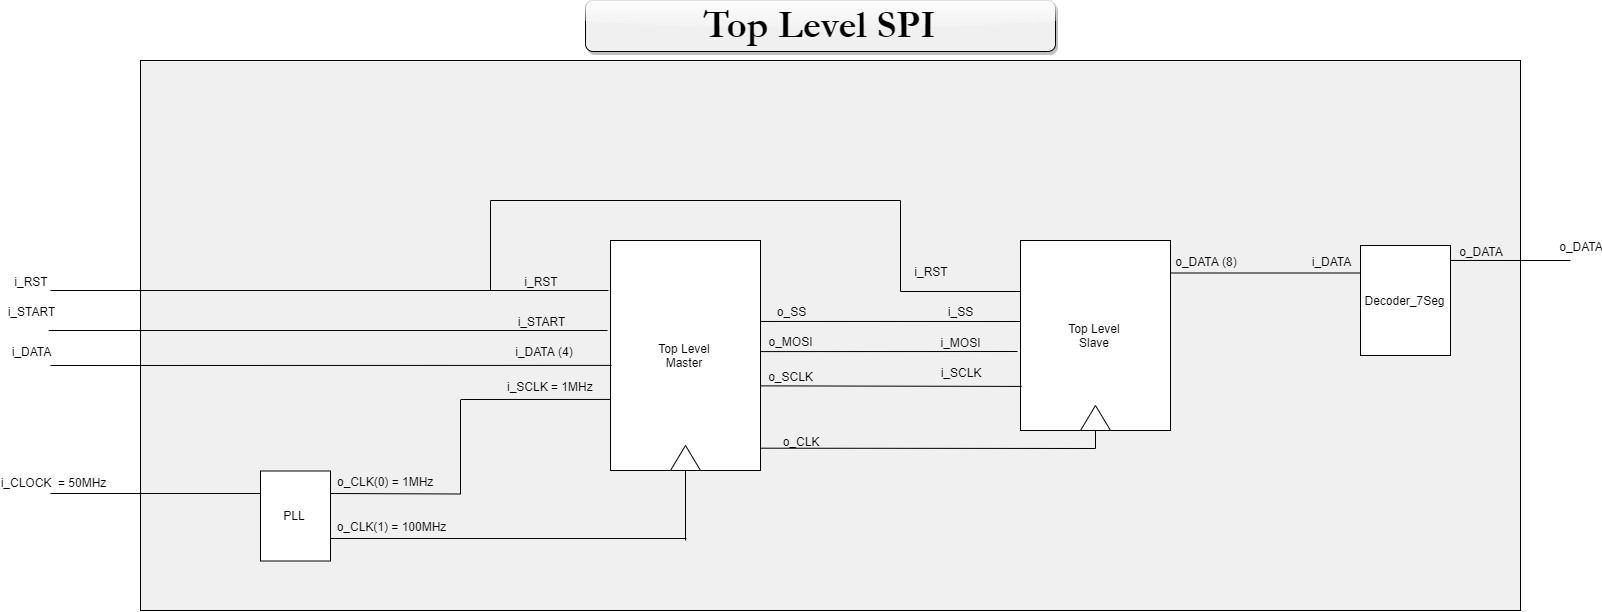 Top Level SPI
i_RST
i_START
i_DATA
i_CLOCK = 50MHz
i_RST
i_START
i_DATA (4)
i_SCLK = 1MHz
PLL
o_CLK(0) = 1MHz
o_CLK(1) = 100MHz
Top Level
Master
o_SS
o_MOSI
o_SCLK
o_CLK
i_RST
i_SS
i_MOSI
i_SCLK
Top Level
Slave
o_DATA (8)
i_DATA
Decoder_7Seg
o_DATA
o_DATA